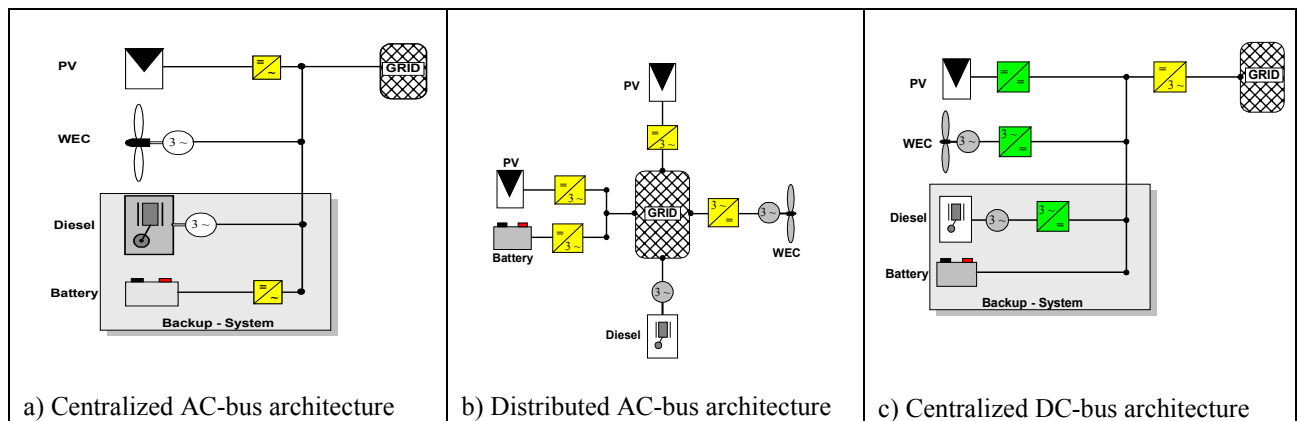 PV
= ~
GRID
WEC
3 ~
Diesel
3 ~
Battery
= ~
Backup - System
a) Centralized AC-bus architecture
PV
= 3 ~
PV
= 3 ~
GRID
3 ~ =
3 ~
WEC
Battery
= 3 ~
3 ~
Diesel
b) Distributed AC-bus architecture
PV
= =
= 3 ~
GRID
WEC
3 ~
3 ~ =
Diesel
3 ~
3 ~ =
Battery
Backup - System
c) Centralized DC-bus architecture